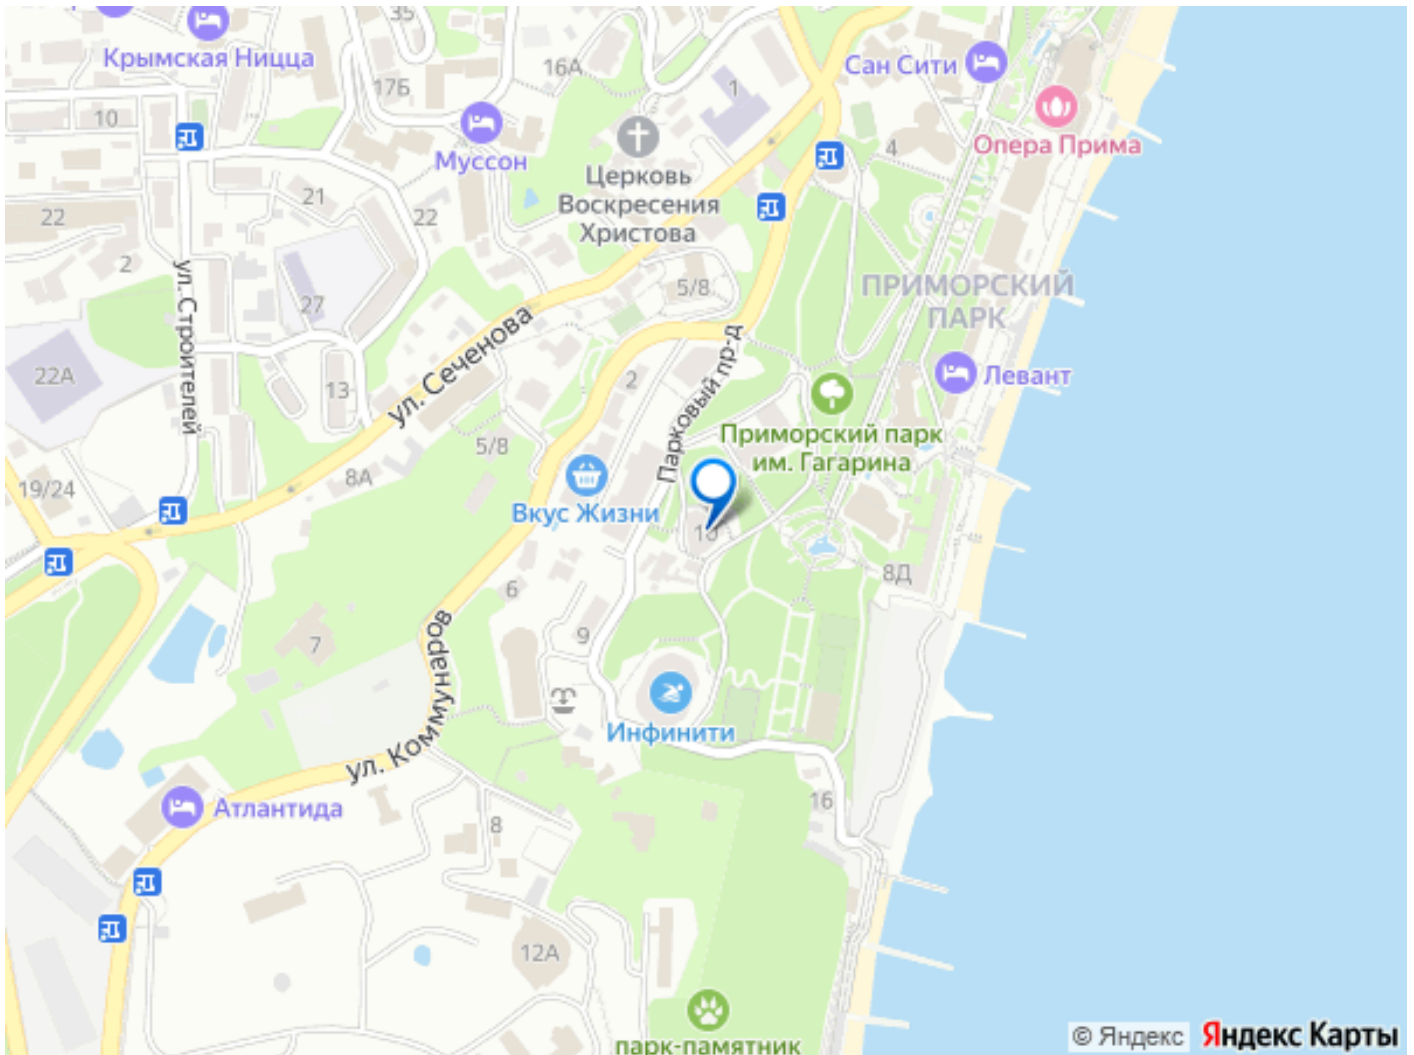 35
Крымская Ницца
17Б
16А
1
Сан Сити
Опера Прима
10
Муссон
4
Церковь
Воскресения
Христова
21
22
22
2
ул. Строителей
27
5/8
ПРИМОРСКИЙ
ПАРК
22А
13
ул. Сеченова
2
Парковый пр-д
Левант
Приморский парк
им. Гагарина
5/8
8А
19/24
Вкус Жизни
10
8Д
6
7
9
ул. Коммунаров
Инфинити
Атлантида
16
8
12А
парк-памятник
© Яндекс
Яндекс Карты